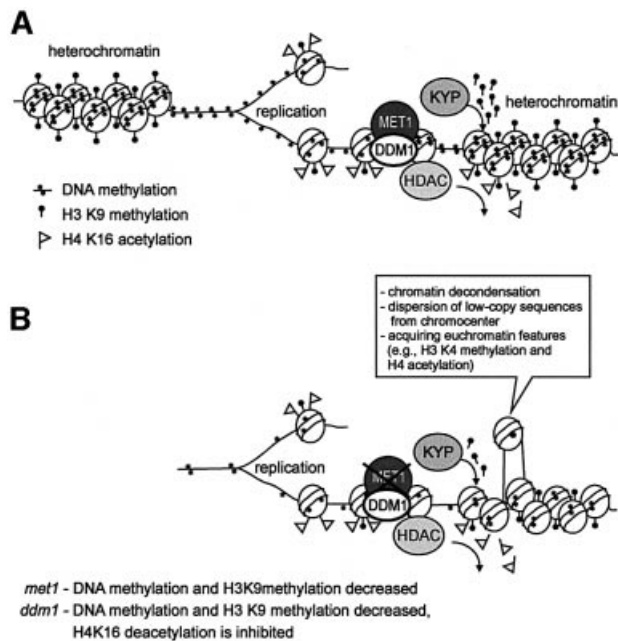 A
heterochromatin
replication
MET1
DDM1
HDAC
KYP
heterochromatin
DNA methylation
H3 K9 methylation
H4 K16 acetylation
B
- chromatin decondensation
- dispersion of low-copy sequences
from chromocenter
- acquiring euchromatin features
(e.g., H3 K4 methylation and
H4 acetylation)
replication
MET1
DDM1
HDAC
KYP
met1 - DNA methylation and H3K9methylation decreased
ddm1 - DNA methylation and H3 K9 methylation decreased,
H4K16 deacetylation is inhibited